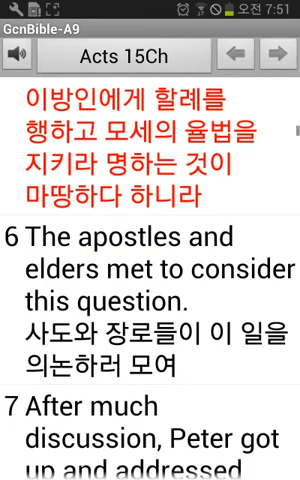 오전 7:51
GcnBible-A9
Acts 15Ch
이방인에게 할례를
행하고 모세의 율법을
지키라 명하는 것이
마땅하다 하니라
6 The apostles and
elders met to consider
this question.
사도와 장로들이 이 일을
의논하러 모여
7 After much
discussion, Peter got
up and addressed